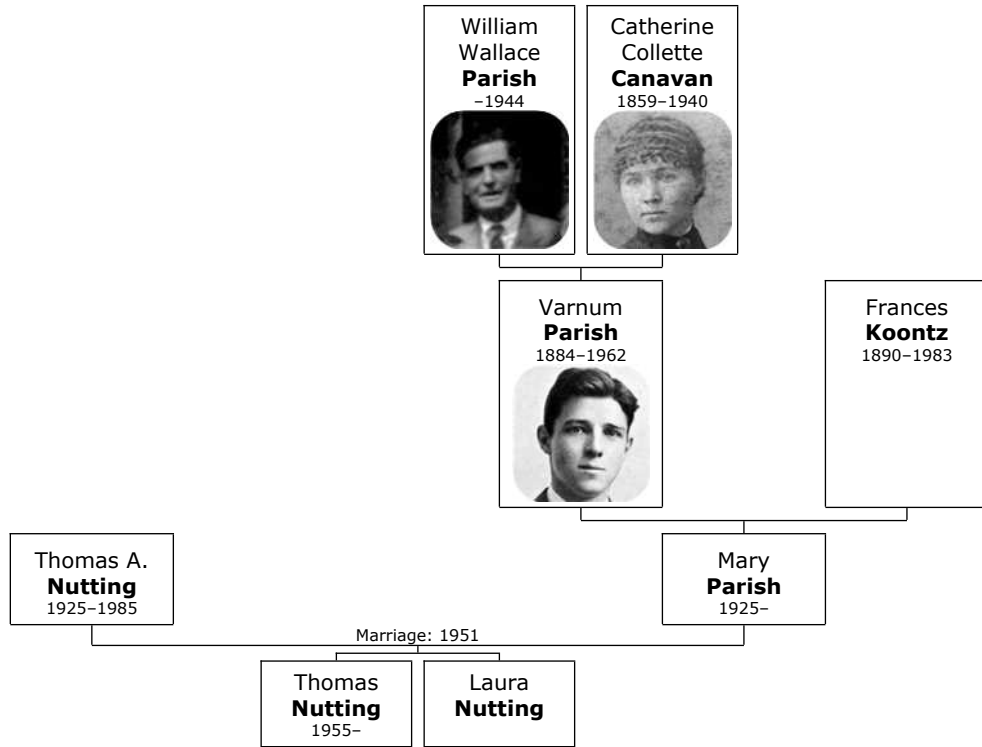 William
Wallace
Parish
–1944
Catherine
Collette
Canavan
1859–1940
Varnum
Parish
1884–1962
Frances
Koontz
1890–1983
Thomas A.
Nutting
1925–1985
Mary
Parish
1925–
Marriage: 1951
Thomas
Nutting
1955–
Laura
Nutting